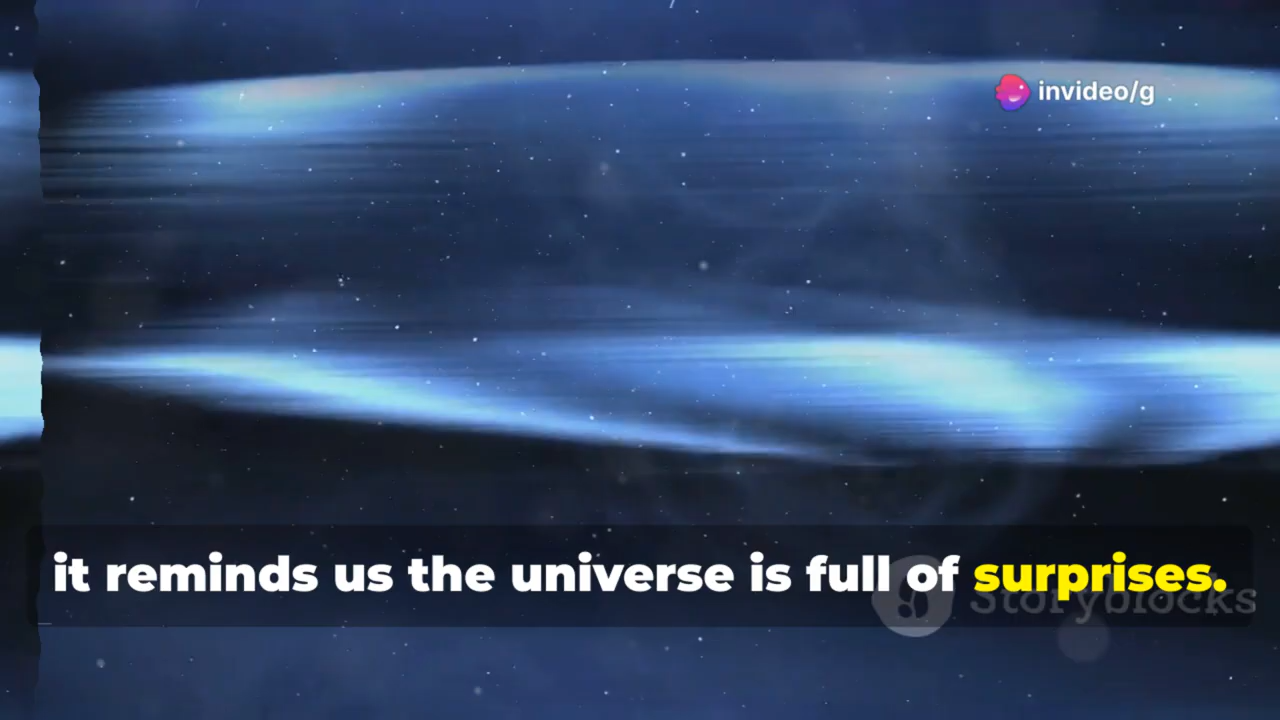 invideo/g
it reminds us the universe is full of surprises.
Storyblocks